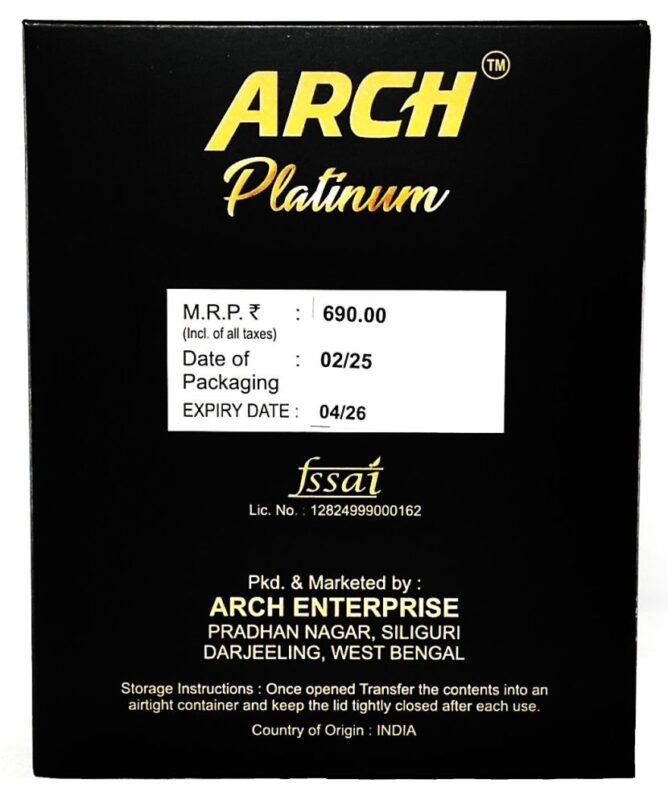 ARCH TM
Platinum
M.R.P. ₹ : 690.00
(Incl. of all taxes)
Date of : 02/25
Packaging
EXPIRY DATE : 04/26
fssai
Lic. No. : 12824999000162
Pkd. & Marketed by :
ARCH ENTERPRISE
PRADHAN NAGAR, SILIGURI
DARJEELING, WEST BENGAL
Storage Instructions : Once opened Transfer the contents into an
airtight container and keep the lid tightly closed after each use.
Country of Origin : INDIA